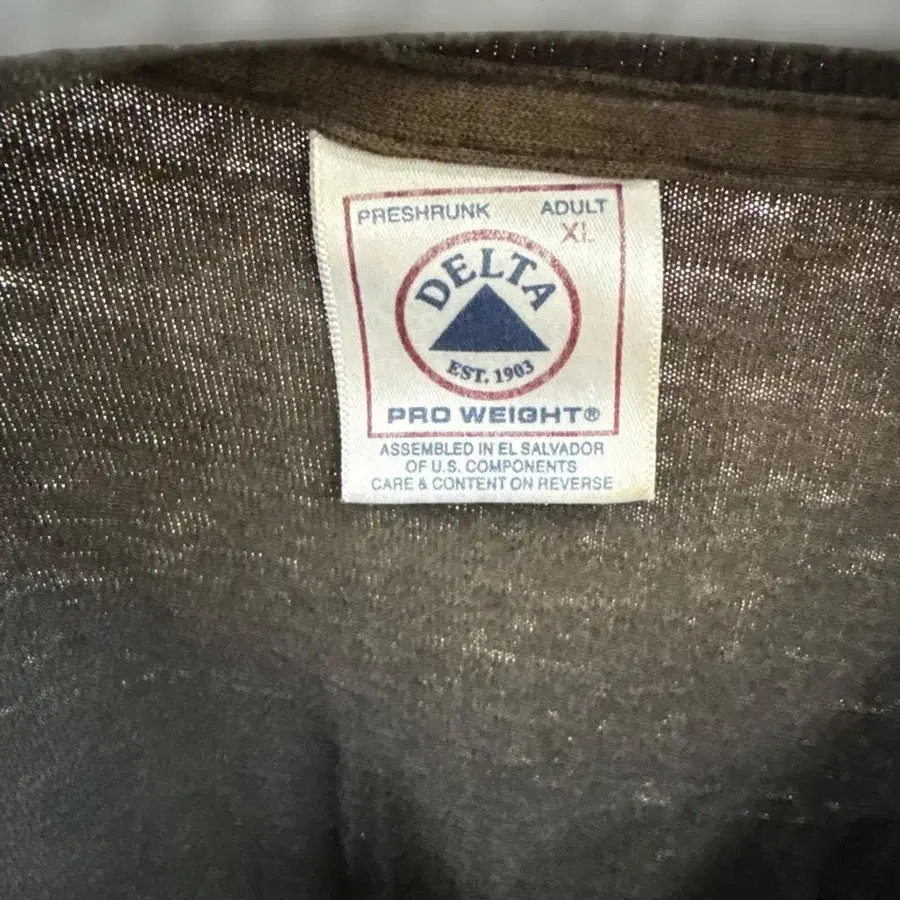 PRESHRUNK ADULT
XL
DELTA
EST. 1903
PRO WEIGHT®
ASSEMBLED IN EL SALVADOR
OF U.S. COMPONENTS
CARE & CONTENT ON REVERSE